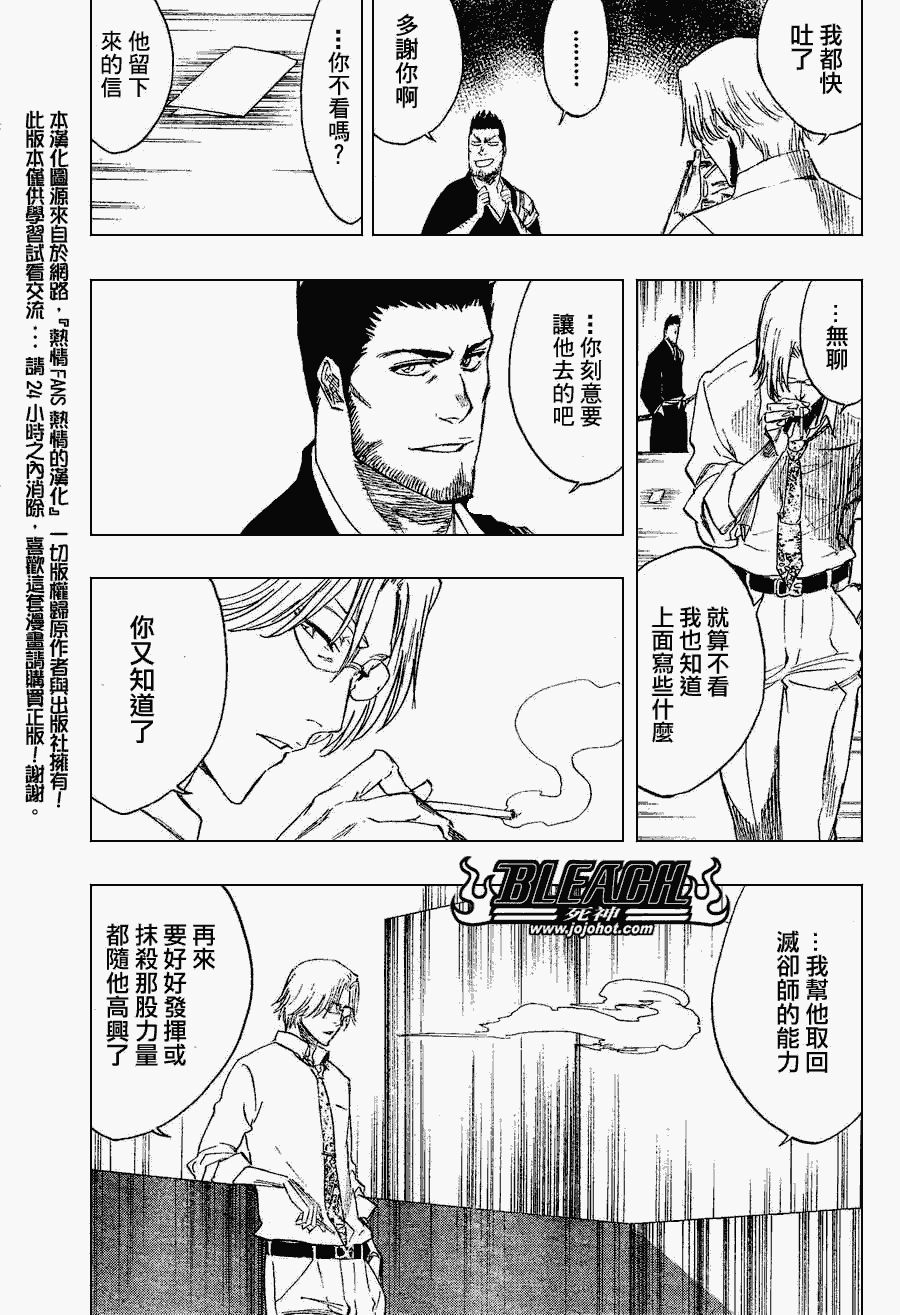 我都快
吐了
⋯⋯⋯
多謝你啊
⋯你不看嗎？
他留下
來的信
⋯無聊
就算不看
我也知道
上面寫些什麼
⋯你刻意要
讓他去的吧
你又知道了
⋯我幫他取回
滅卻師的能力
再來
要好好發揮或
抹殺那股力量
都隨他高興了
BLEACH
死神
www.jojohot.com
本漢化圖源來自於網路，『熱情FANS熱情的漢化』一切版權歸原作者與出版社擁有！
此版本僅供學習試看交流⋯請24小時之內消除，喜歡這套漫畫請購買正版！謝謝。